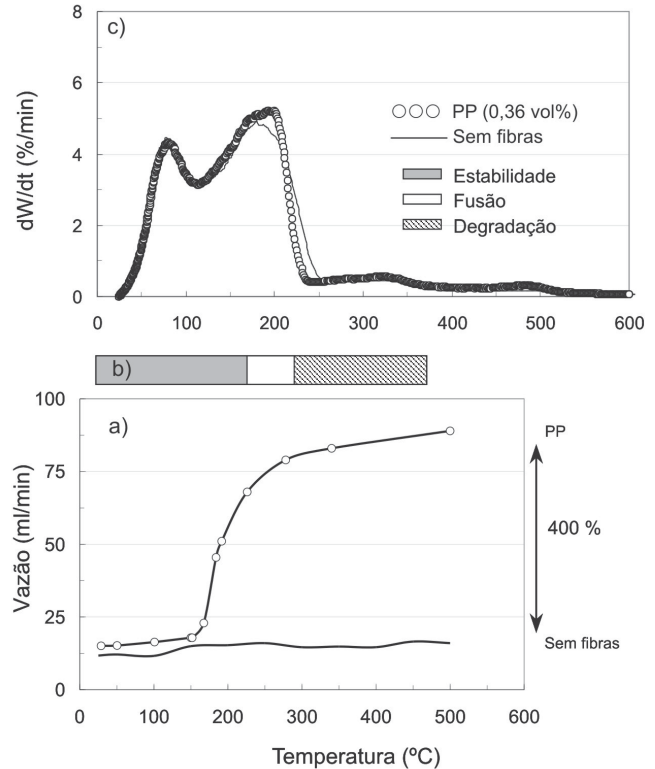 c)
8
6
4
2
0
dW/dt (%/min)
PP (0,36 vol%)
Sem fibras
Estabilidade
Fusão
Degradação
0 100 200 300 400 500 600
b)
a)
100
75
50
25
0
Vazão (ml/min)
PP
400 %
Sem fibras
0 100 200 300 400 500 600
Temperatura (ºC)